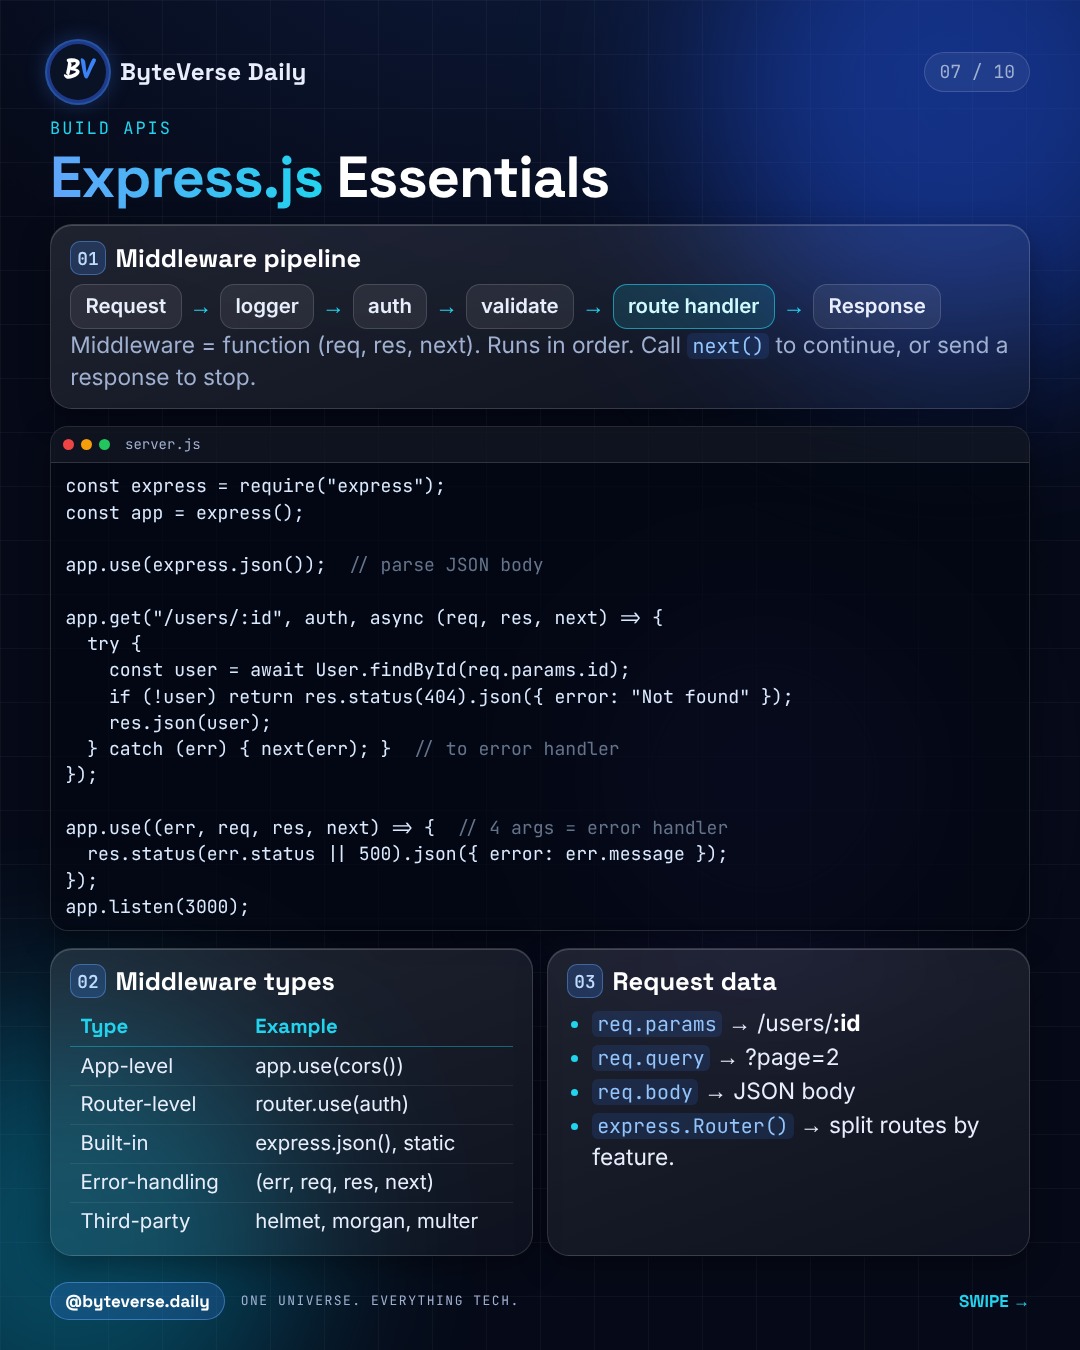 BV ByteVerse Daily
07 / 10
BUILD APIS
Express.js Essentials
01 Middleware pipeline
Request → logger → auth → validate → route handler → Response
Middleware = function (req, res, next). Runs in order. Call next() to continue, or send a
response to stop.
server.js
const express = require("express");
const app = express();
app.use(express.json());  // parse JSON body
app.get("/users/:id", auth, async (req, res, next) => {
  try {
    const user = await User.findById(req.params.id);
    if (!user) return res.status(404).json({ error: "Not found" });
    res.json(user);
  } catch (err) { next(err); }  // to error handler
});
app.use((err, req, res, next) => {  // 4 args = error handler
  res.status(err.status || 500).json({ error: err.message });
});
app.listen(3000);
02 Middleware types
Type Example
App-level app.use(cors())
Router-level router.use(auth)
Built-in express.json(), static
Error-handling (err, req, res, next)
Third-party helmet, morgan, multer
03 Request data
• req.params → /users/:id
• req.query → ?page=2
• req.body → JSON body
• express.Router() → split routes by
feature.
@byteverse.daily ONE UNIVERSE. EVERYTHING TECH.
SWIPE →